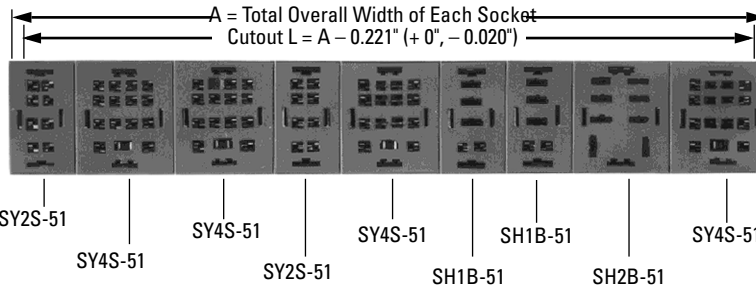 A = Total Overall Width of Each Socket
Cutout L = A – 0.221" (+ 0", – 0.020")
SY2S-51
SY4S-51
SY4S-51
SY2S-51
SY4S-51
SH1B-51
SH1B-51
SH2B-51
SY4S-51